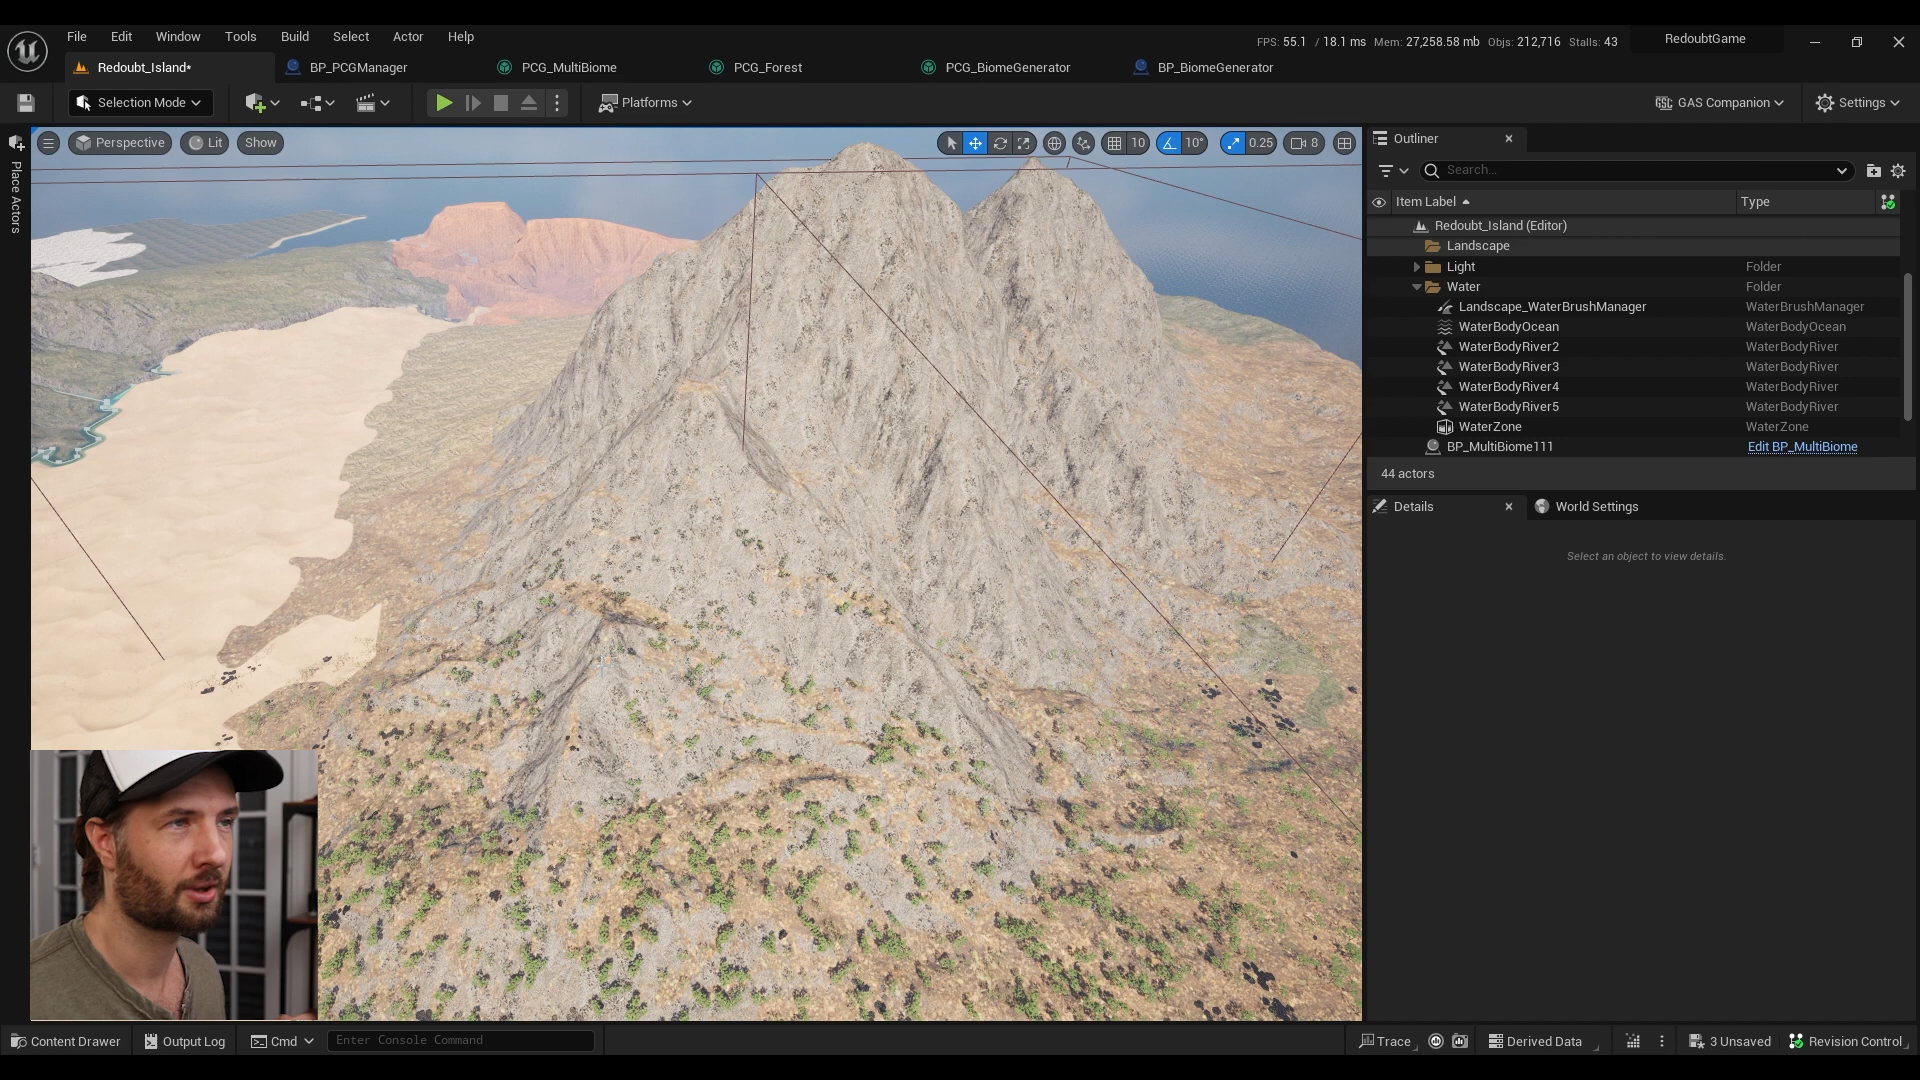 File Edit Window Tools Build Select Actor Help
FPS: 55.1 / 18.1 ms Mem: 27,258.58 mb Objs: 212,716 Stalls: 43
RedoubtGame
Redoubt_Island* BP_PCGManager PCG_MultiBiome PCG_Forest PCG_BiomeGenerator BP_BiomeGenerator
Selection Mode Platforms GAS Companion Settings
Place Actors
Perspective Lit Show 10 10° 0.25 8
Outliner
Search...
Item Label Type
Redoubt_Island (Editor)
Landscape
Light Folder
Water Folder
Landscape_WaterBrushManager WaterBrushManager
WaterBodyOcean WaterBodyOcean
WaterBodyRiver2 WaterBodyRiver
WaterBodyRiver3 WaterBodyRiver
WaterBodyRiver4 WaterBodyRiver
WaterBodyRiver5 WaterBodyRiver
WaterZone WaterZone
BP_MultiBiome111 Edit BP_MultiBiome
44 actors
Details World Settings
Select an object to view details.
Content Drawer Output Log Cmd Enter Console Command Trace Derived Data 3 Unsaved Revision Control